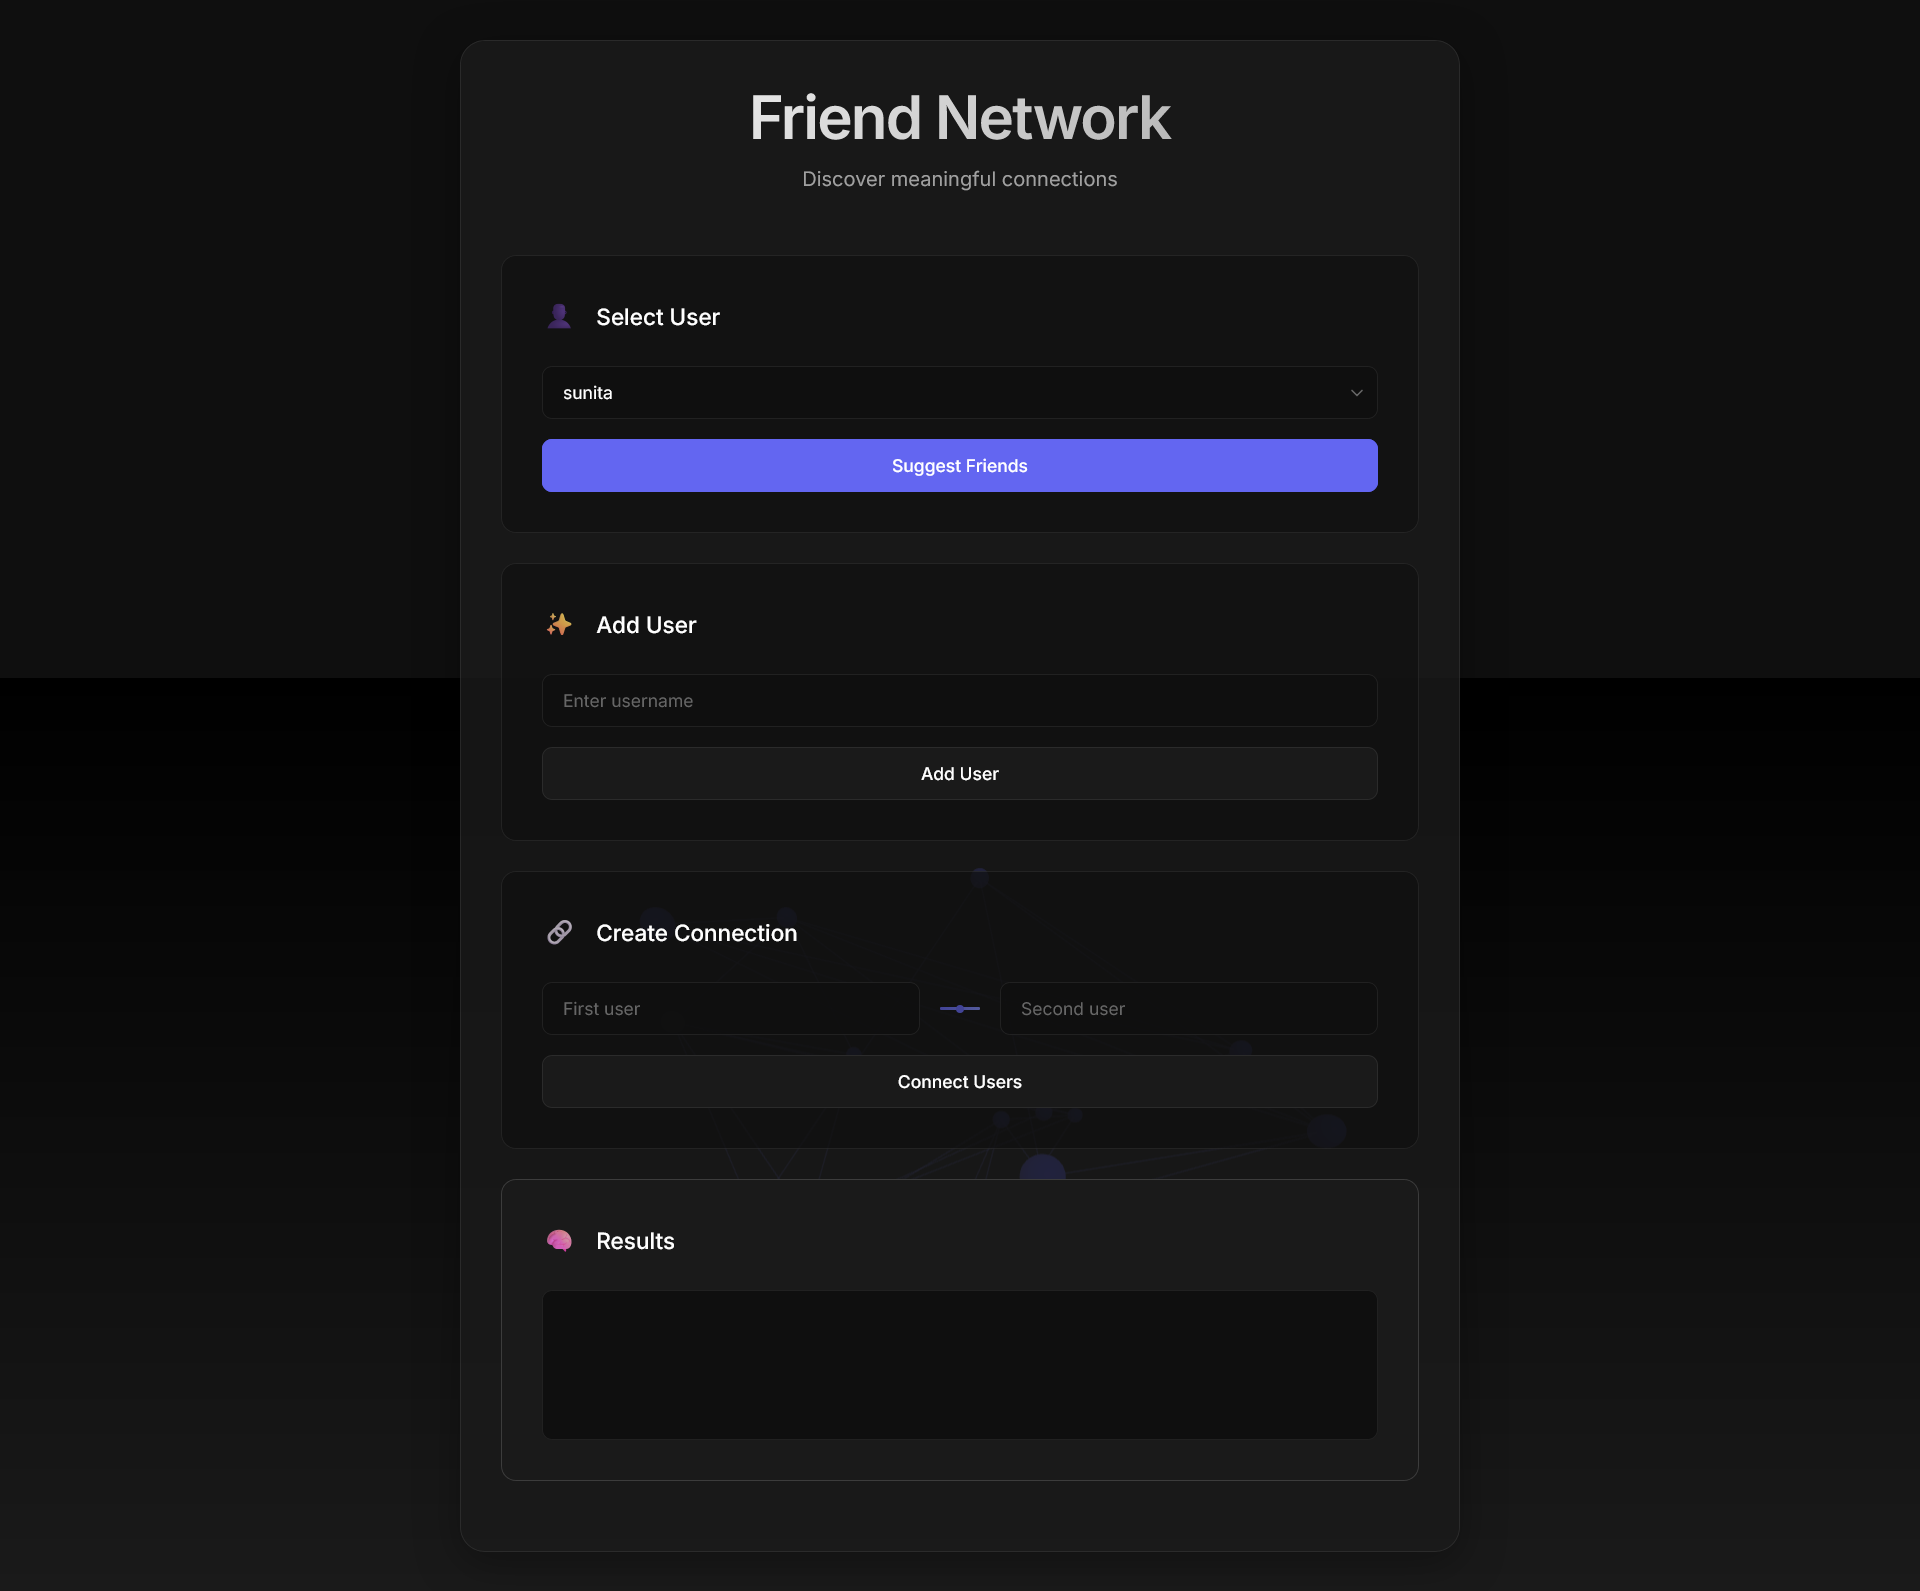 Friend Network
Discover meaningful connections
Select User
sunita
Suggest Friends
Add User
Enter username
Add User
Create Connection
First user
Second user
Connect Users
Results